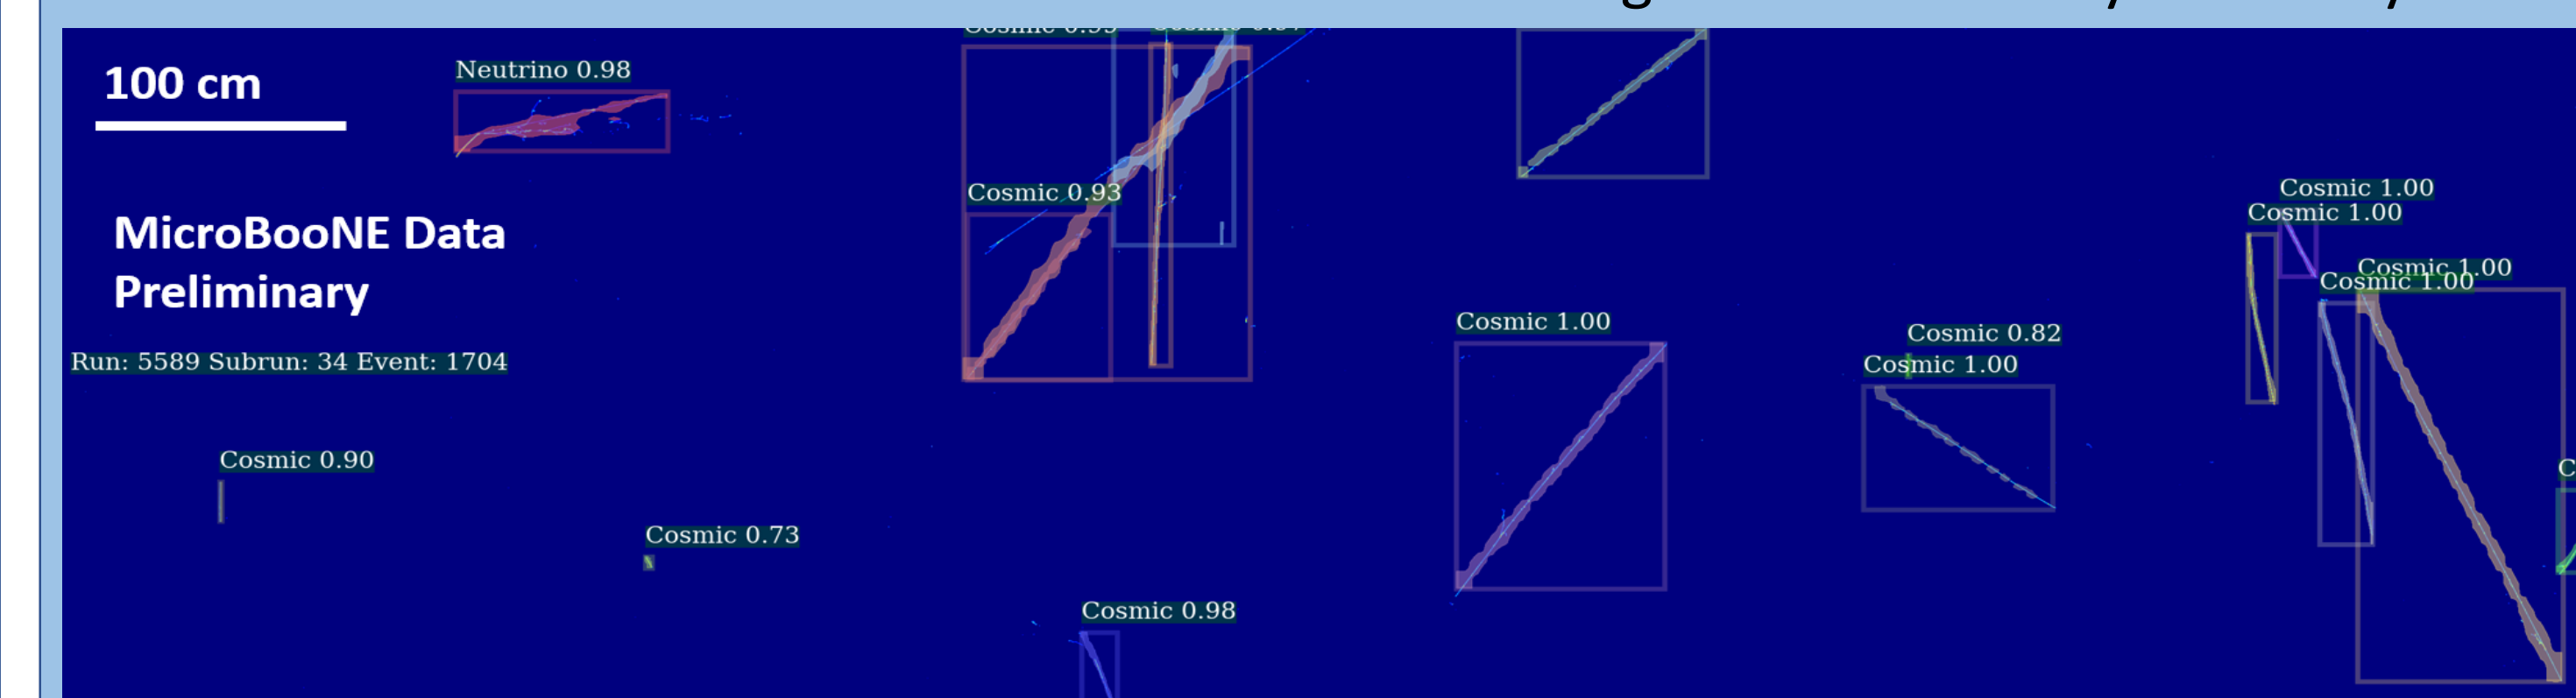 100 cm
Neutrino 0.98
Cosmic 0.93
Cosmic 1.00
Cosmic 1.00
MicroBooNE Data
Preliminary
Cosmic 1.00
Cosmic 1.00
Cosmic 1.00
Cosmic 0.82
Run: 5589 Subrun: 34 Event: 1704
Cosmic 1.00
Cosmic 0.90
Cosmic 0.73
Cosmic 0.98